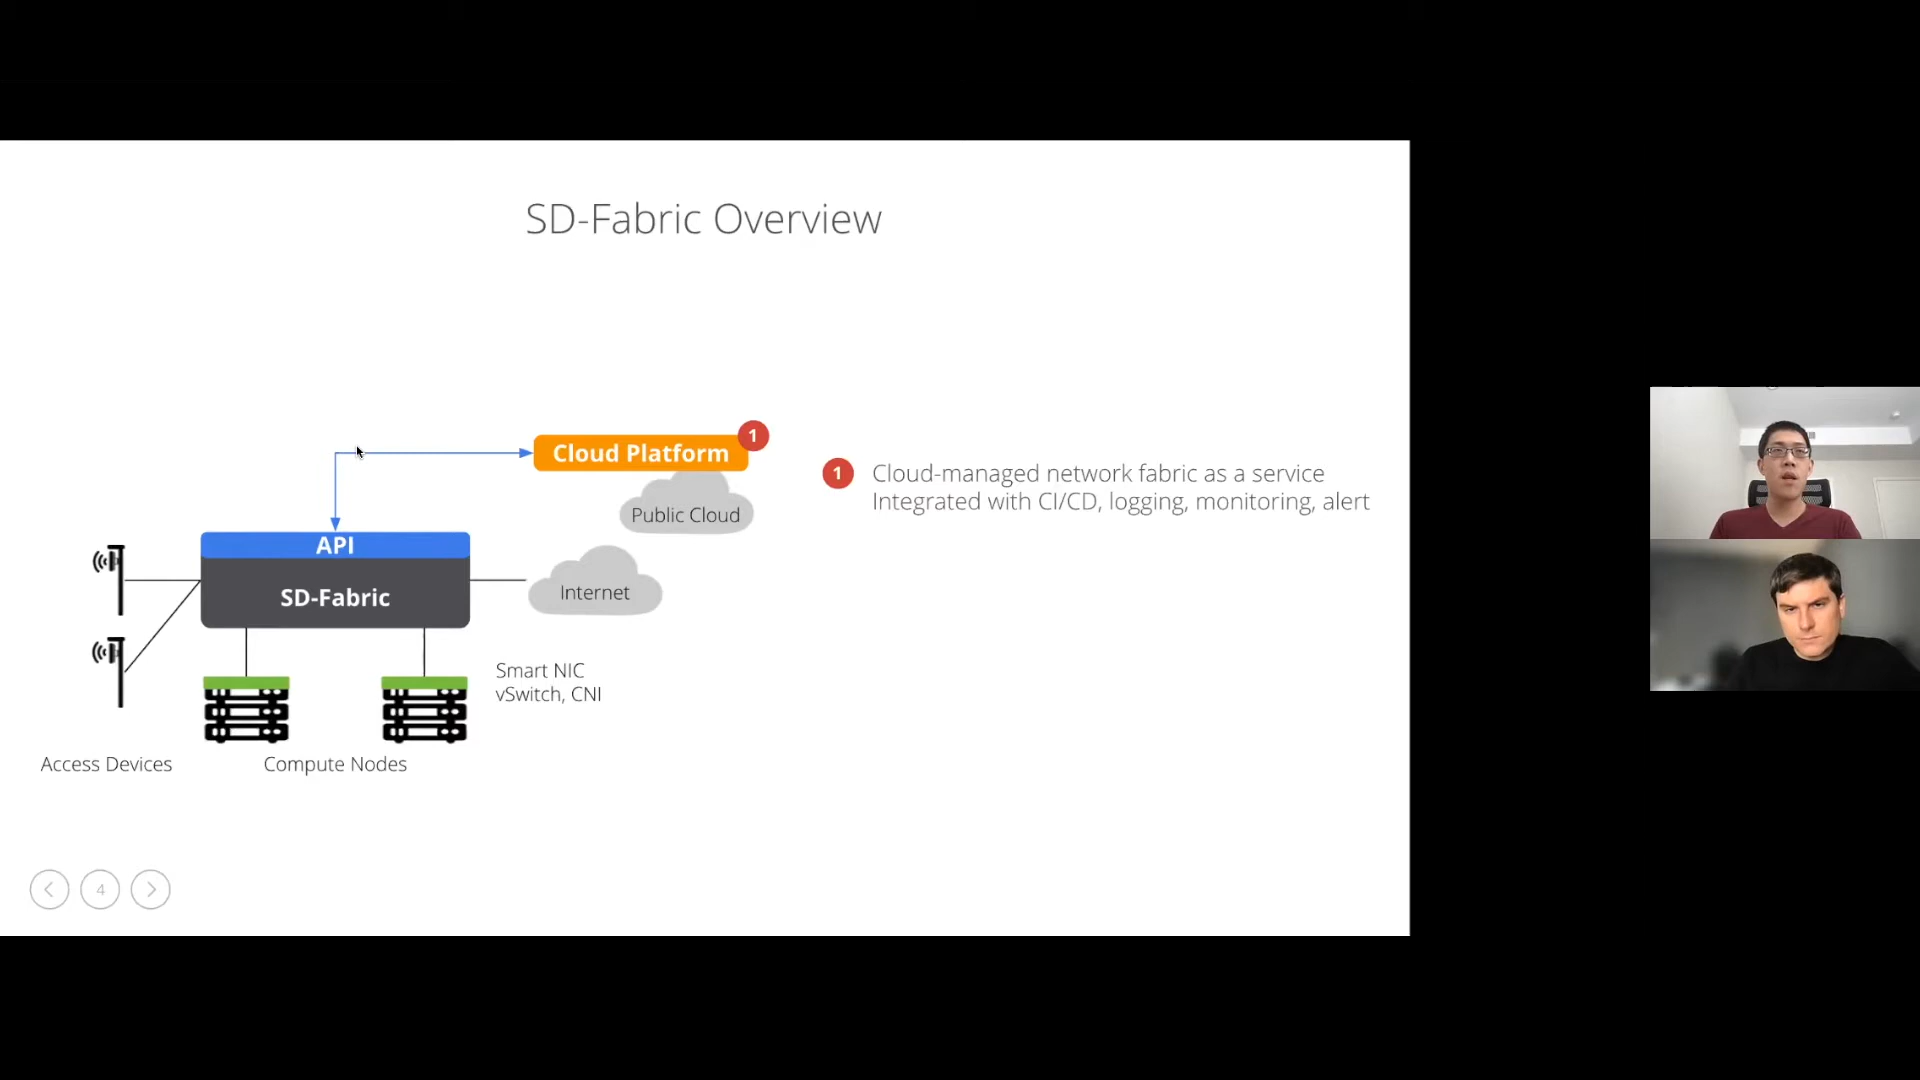 SD-Fabric Overview
Cloud Platform
1
Public Cloud
1
Cloud-managed network fabric as a service
Integrated with CI/CD, logging, monitoring, alert
API
SD-Fabric
Internet
Smart NIC
vSwitch, CNI
Access Devices
Compute Nodes
4